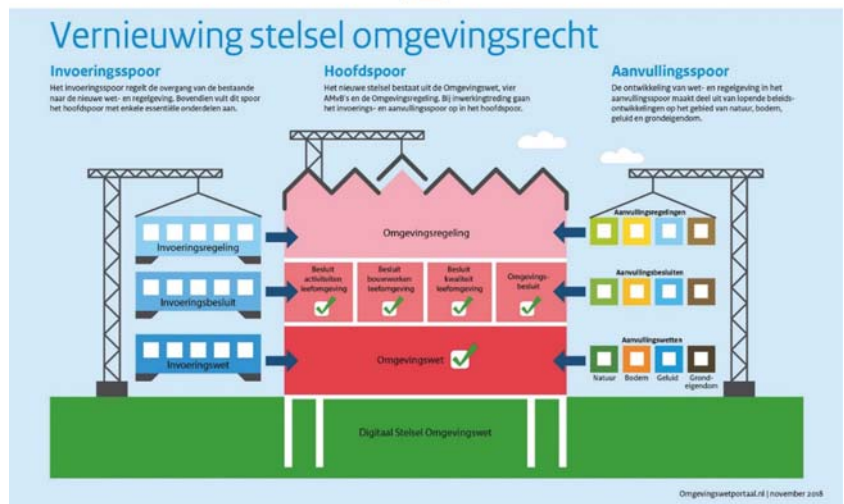 Vernieuwing stelsel omgevingsrecht
Invoeringsspoor
Het invoeringsspoor regelt de overgang van de bestaande
naar de nieuwe wet- en regelgeving. Bovendien vult dit spoor
het hoofdspoor met enkele essentiële onderdelen aan.
Hoofdspoor
Het nieuwe stelsel bestaat uit de Omgevingswet, vier
AMvB's en de Omgevingsregeling. Bij inwerkingtreding gaan
het invoerings- en aanvullingsspoor op in het hoofdspoor.
Aanvullingsspoor
De ontwikkeling van wet- en regelgeving in het
aanvullingsspoor maakt deel uit van lopende beleids-
ontwikkelingen op het gebied van natuur, bodem,
geluid en grondeigendom.
Invoeringsregeling
Omgevingsregeling
Aanvullingsregelingen
Invoeringsbesluit
Besluit
activiteiten
leefomgeving
Besluit
bouwwerken
leefomgeving
Besluit
kwaliteit
leefomgeving
Omgevings-
besluit
Aanvullingsbesluiten
Invoeringswet
Omgevingswet
Aanvullingswetten
Natuur
Bodem
Geluid
Grond-
eigendom
Digitaal Stelsel Omgevingswet
Omgevingswetportaal.nl | november 2018